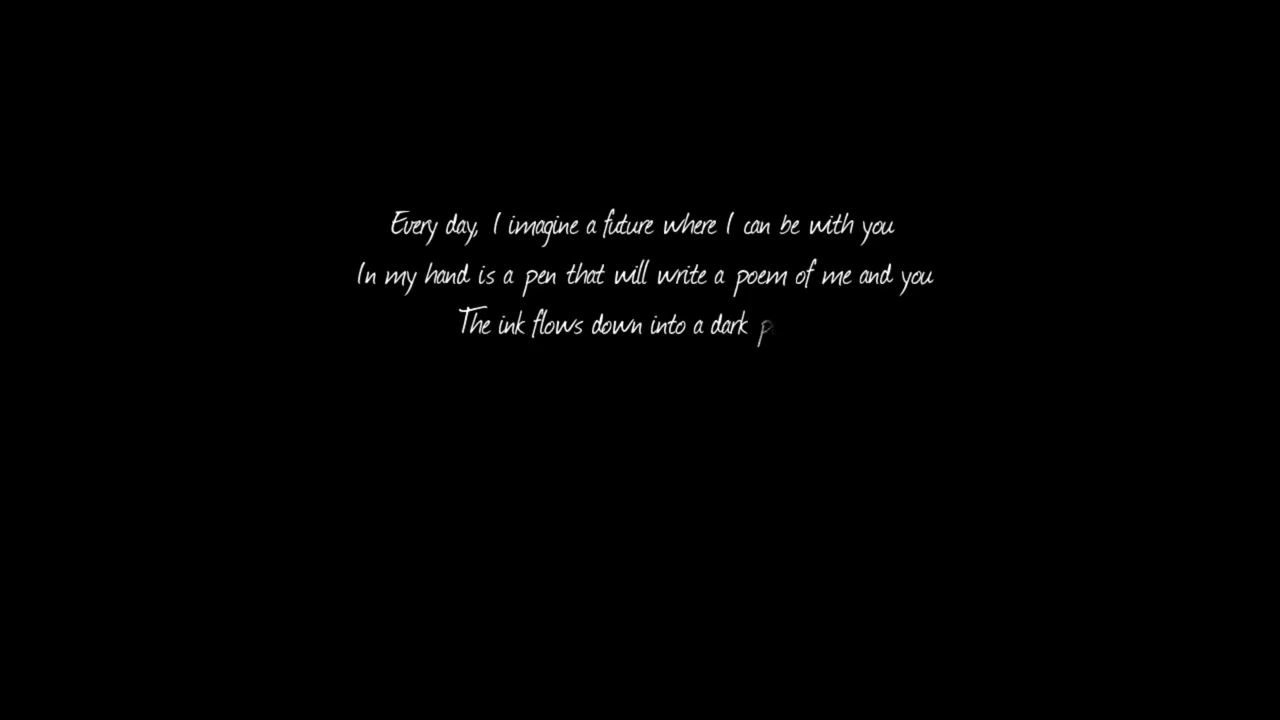 Every day, I imagine a future where I can be with you
In my hand is a pen that will write a poem of me and you
The ink flows down into a dark